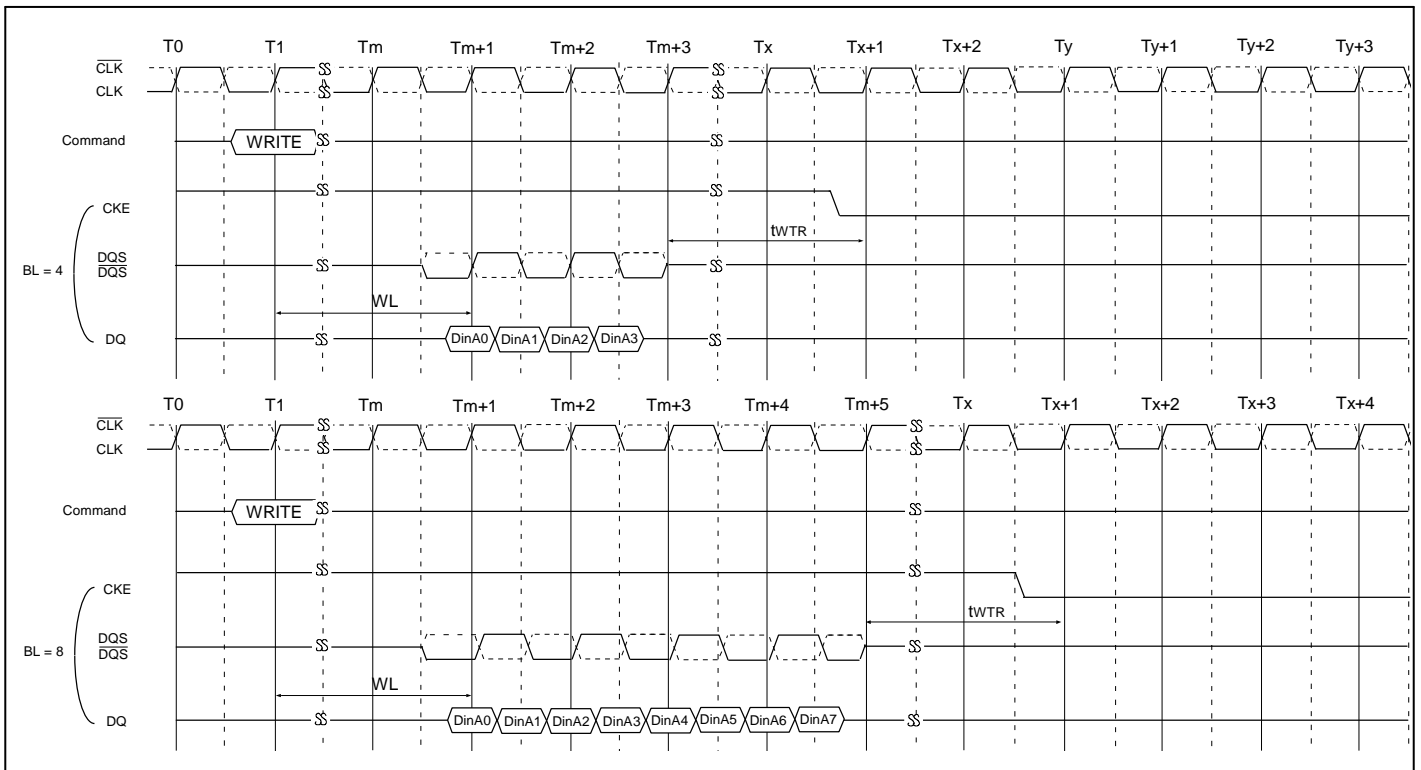 T0 T1 Tm Tm+1 Tm+2 Tm+3 Tx Tx+1 Tx+2 Ty Ty+1 Ty+2 Ty+3
CLK
CLK
Command WRITE
CKE
tWTR
DQS
DQS
BL = 4
WL
DQ DinA0 DinA1 DinA2 DinA3
T0 T1 Tm Tm+1 Tm+2 Tm+3 Tm+4 Tm+5 Tx Tx+1 Tx+2 Tx+3 Tx+4
CLK
CLK
Command WRITE
CKE
tWTR
DQS
DQS
BL = 8
WL
DQ DinA0 DinA1 DinA2 DinA3 DinA4 DinA5 DinA6 DinA7